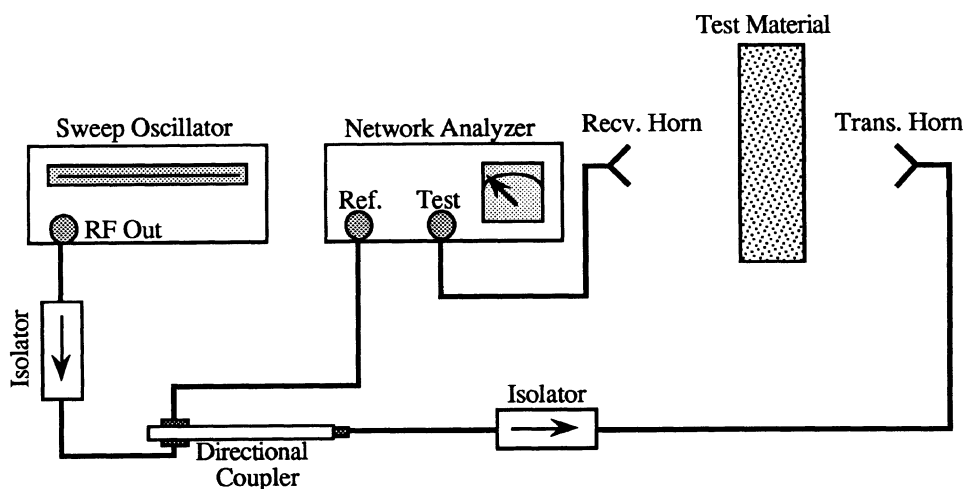 Test Material
Sweep Oscillator
Network Analyzer
Recv. Horn
Trans. Horn
Ref.
Test
RF Out
Isolator
Isolator
Directional
Coupler